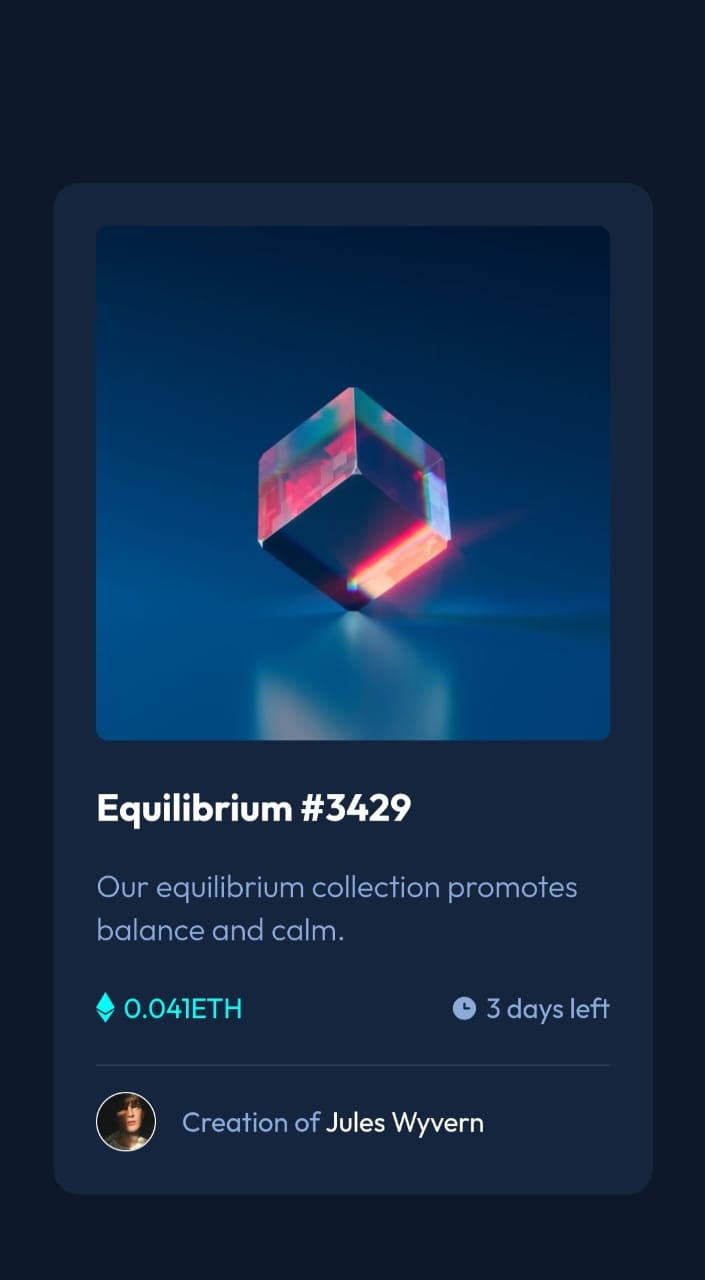 Equilibrium #3429
Our equilibrium collection promotes
balance and calm.
0.041ETH
3 days left
Creation of Jules Wyvern